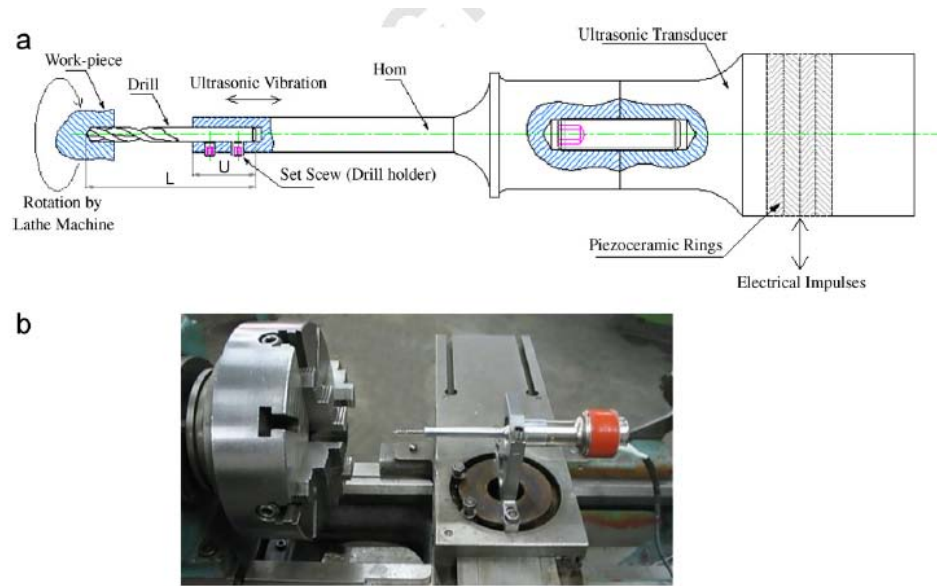 a
Work-piece
Drill
Ultrasonic Vibration
Hom
Ultrasonic Transducer
U
L
Set Scew (Drill holder)
Rotation by
Lathe Machine
Piezoceramic Rings
Electrical Impulses
b